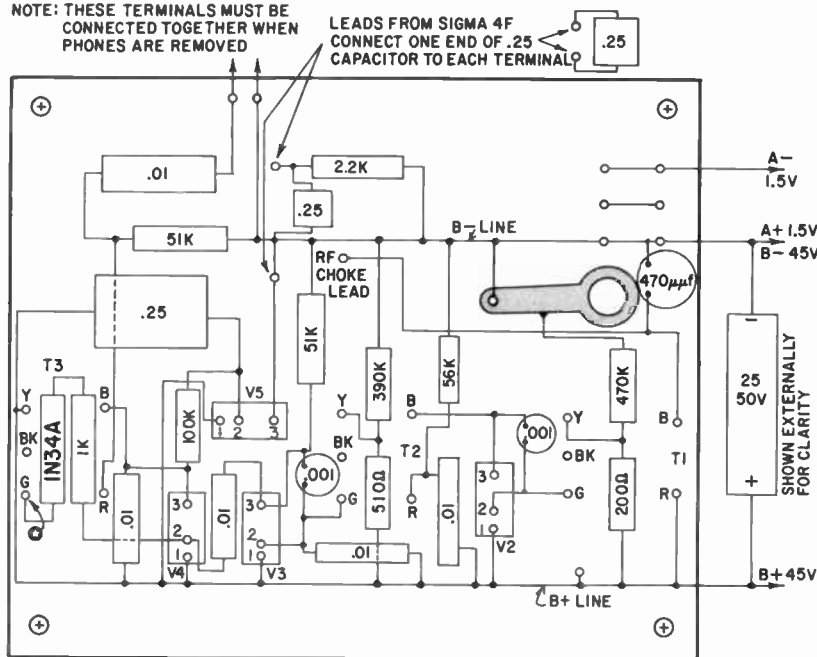 NOTE: THESE TERMINALS MUST BE
CONNECTED TOGETHER WHEN
PHONES ARE REMOVED
LEADS FROM SIGMA 4F
CONNECT ONE END OF .25
CAPACITOR TO EACH TERMINAL
.25
.01
2.2K
A-
1.5V
.25
51K
B- LINE
A+ 1.5V
B- 45V
RF
CHOKE
LEAD
470μμf
.25
51K
-
T3
390K
56K
470K
25
50V
SHOWN EXTERNALLY
FOR CLARITY
V5
Y
B
100K
1 2 3
Y
B
.001
Y
B
1N34A
1K
BK
BK
T2
BK
T1
G
R
.001
G
510Ω
R
3
G
200Ω
R
Q
.01
3
2
1
.01
3
2
1
.01
.01
2
1
V2
+
V4
V3
B+ LINE
B+ 45V